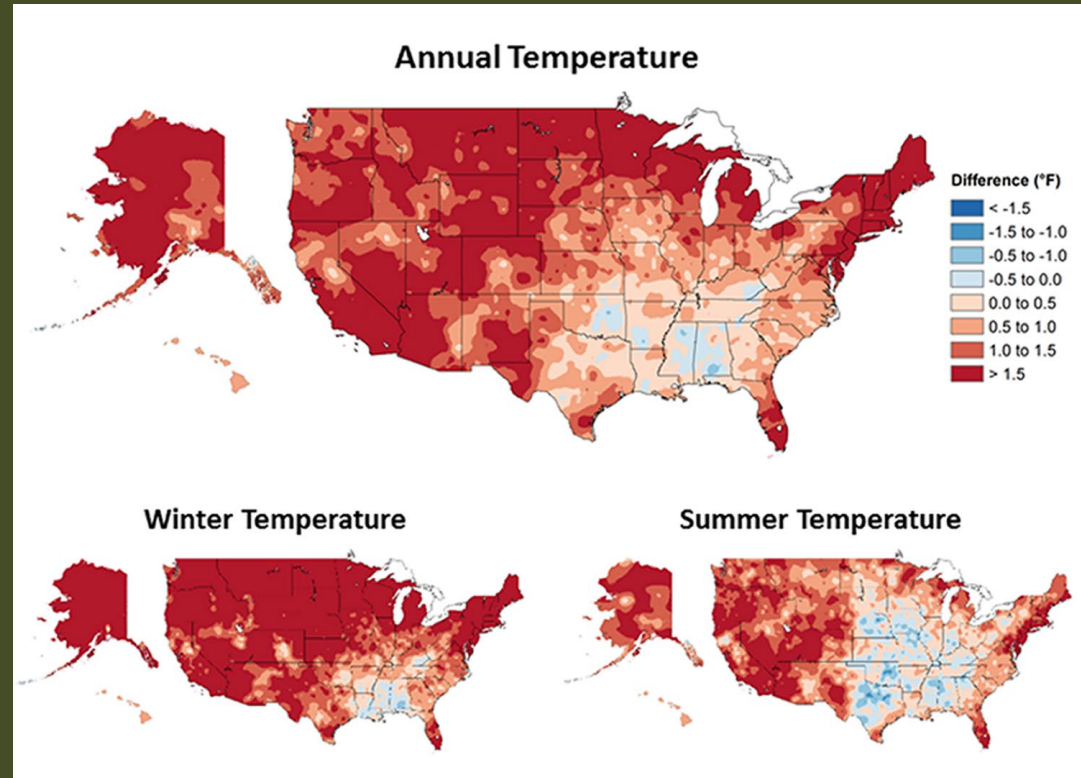 Annual Temperature
Difference (°F)
< -1.5
-1.5 to -1.0
-0.5 to -1.0
-0.5 to 0.0
0.0 to 0.5
0.5 to 1.0
1.0 to 1.5
> 1.5
Winter Temperature
Summer Temperature